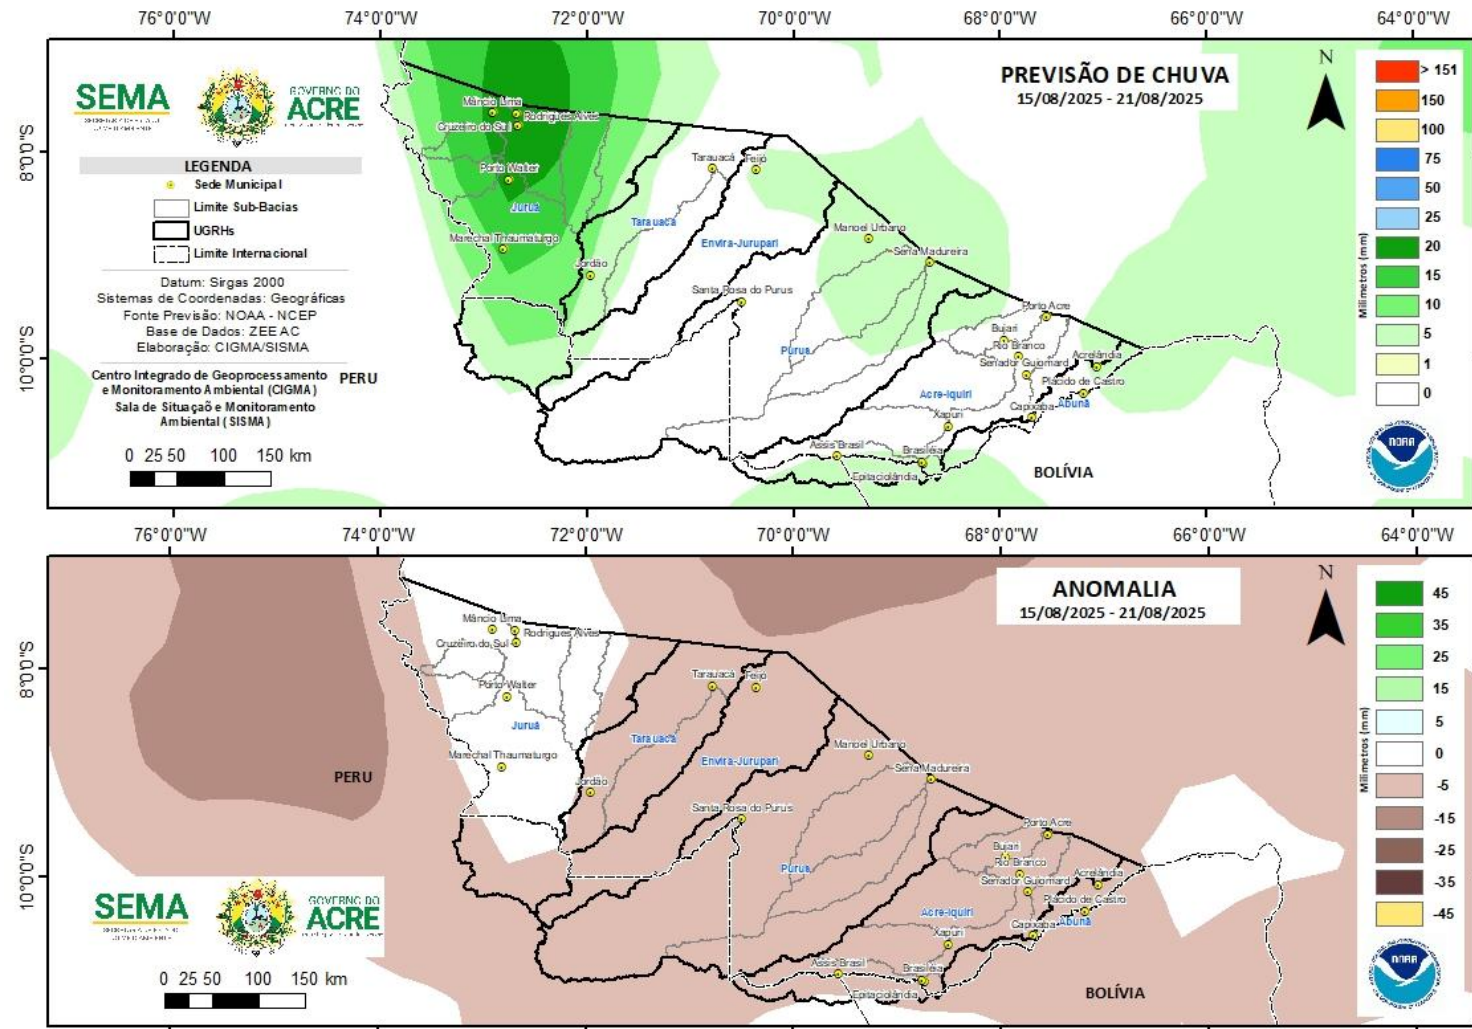 76°0'0"W 74°0'0"W 72°0'0"W 70°0'0"W 68°0'0"W 66°0'0"W 64°0'0"W
8°0'0"S
10°0'0"S
SEMA
GOVERNO DO
ACRE
LEGENDA
Sede Municipal
Limite Sub-Bacias
UGRHs
Limite Internacional
Datum: Sirgas 2000
Sistemas de Coordenadas: Geográficas
Fonte Previsão: NOAA - NCEP
Base de Dados: ZEE AC
Elaboração: CIGMA/SISMA
Centro Integrado de Geoprocessamento
e Monitoramento Ambiental (CIGMA)
Sala de Situação e Monitoramento
Ambiental (SISMA)
0 25 50 100 150 km
PERU
PREVISÃO DE CHUVA
15/08/2025 - 21/08/2025
N
Milímetros (mm)
> 151
150
100
75
50
25
20
15
10
5
1
0
NOAA
Mâncio Lima
Rodrigues Alves
Cruzeiro do Sul
Porto Walter
Juruá
Marechal Thaumaturgo
Jordão
Tarauacá
Feijó
Tarauacá
Envira-Jurupari
Santa Rosa do Purus
Manoel Urbano
Sena Madureira
Purus
Porto Acre
Bujari
Rio Branco
Senador Guiomard
Acrelândia
Plácido de Castro
Abunã
Acre-Iquiri
Capixaba
Xapuri
Assis Brasil
Brasiléia
Epitaciolândia
BOLÍVIA
76°0'0"W 74°0'0"W 72°0'0"W 70°0'0"W 68°0'0"W 66°0'0"W 64°0'0"W
8°0'0"S
10°0'0"S
ANOMALIA
15/08/2025 - 21/08/2025
N
Milímetros (mm)
45
35
25
15
5
0
-5
-15
-25
-35
-45
NOAA
Mâncio Lima
Rodrigues Alves
Cruzeiro do Sul
Porto Walter
Juruá
Marechal Thaumaturgo
PERU
Jordão
Tarauacá
Feijó
Tarauacá
Envira-Jurupari
Santa Rosa do Purus
Manoel Urbano
Sena Madureira
Purus
Porto Acre
Bujari
Rio Branco
Senador Guiomard
Acrelândia
Plácido de Castro
Abunã
Acre-Iquiri
Capixaba
Xapuri
Assis Brasil
Brasiléia
Epitaciolândia
BOLÍVIA
SEMA
GOVERNO DO
ACRE
0 25 50 100 150 km